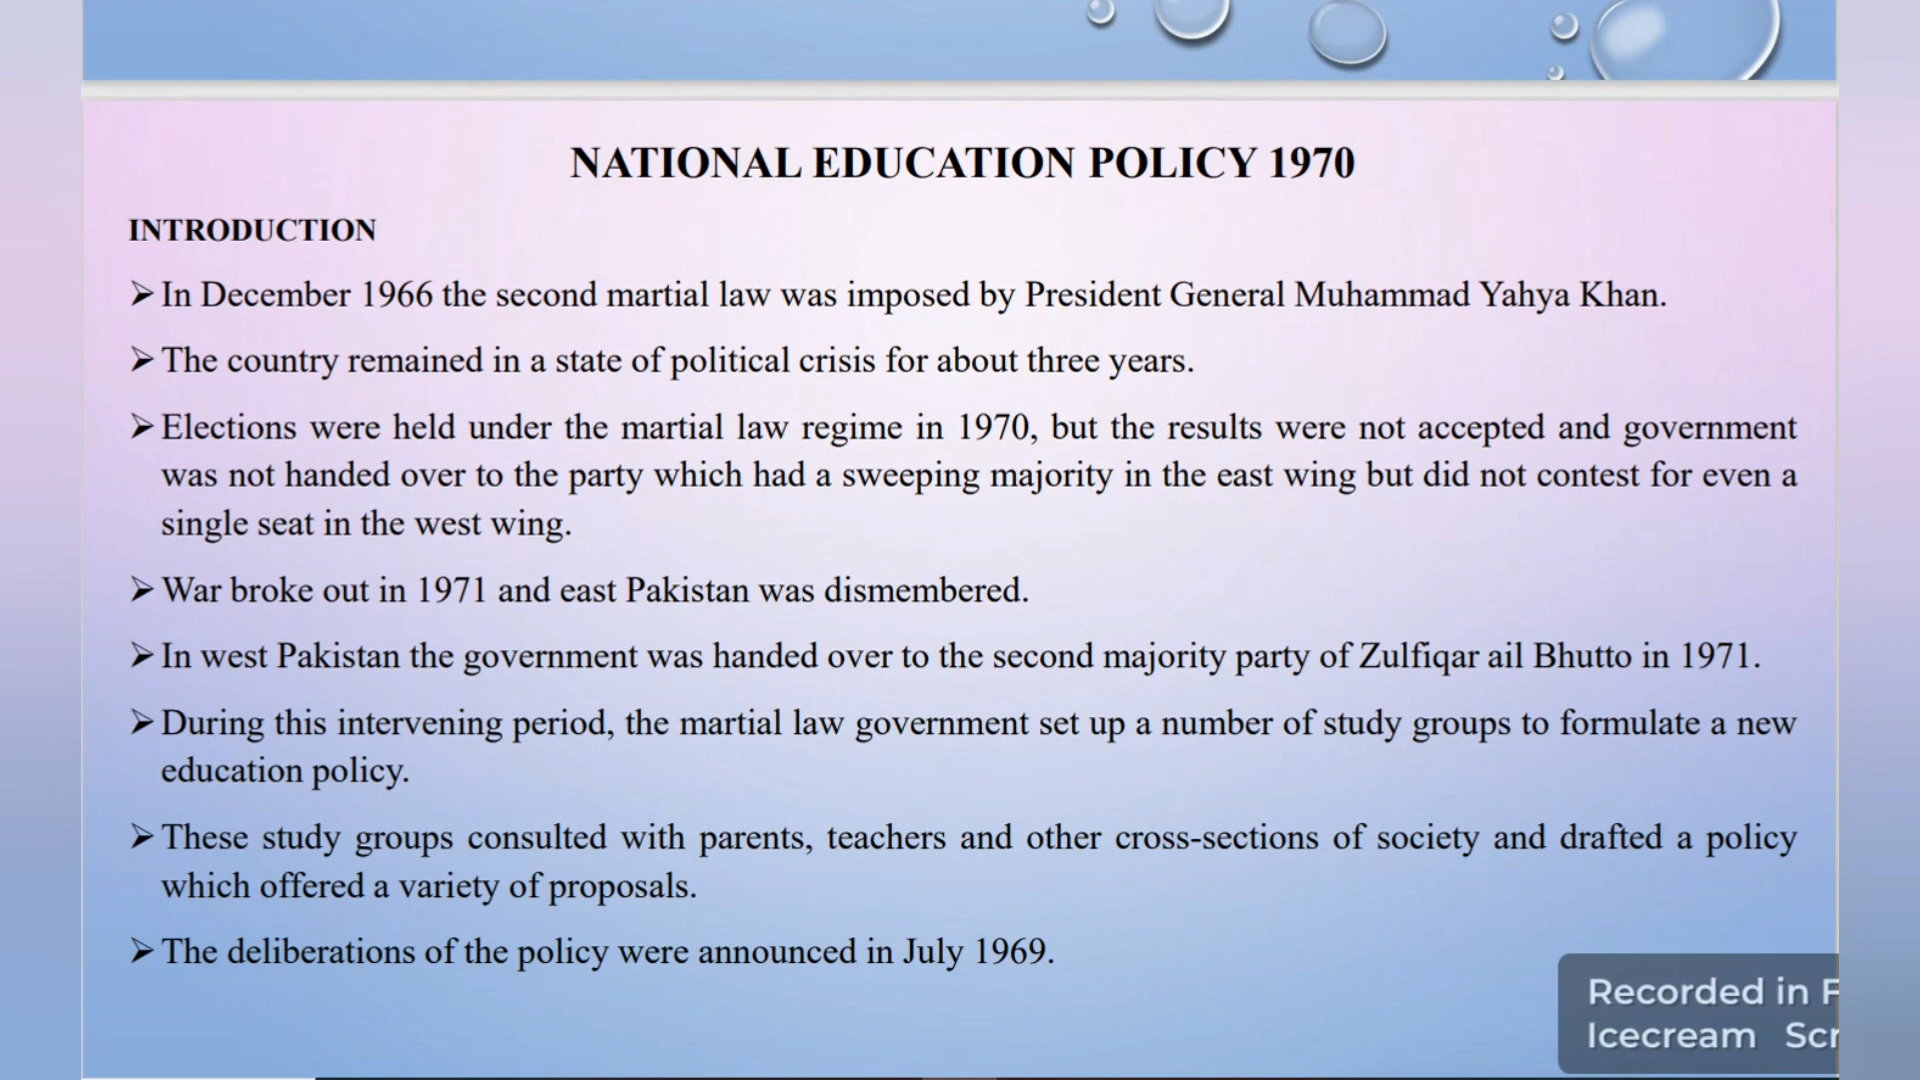 NATIONAL EDUCATION POLICY 1970
INTRODUCTION
➢ In December 1966 the second martial law was imposed by President General Muhammad Yahya Khan.
➢ The country remained in a state of political crisis for about three years.
➢ Elections were held under the martial law regime in 1970, but the results were not accepted and government
was not handed over to the party which had a sweeping majority in the east wing but did not contest for even a
single seat in the west wing.
➢ War broke out in 1971 and east Pakistan was dismembered.
➢ In west Pakistan the government was handed over to the second majority party of Zulfiqar ail Bhutto in 1971.
➢ During this intervening period, the martial law government set up a number of study groups to formulate a new
education policy.
➢ These study groups consulted with parents, teachers and other cross-sections of society and drafted a policy
which offered a variety of proposals.
➢ The deliberations of the policy were announced in July 1969.
Recorded in
Icecream